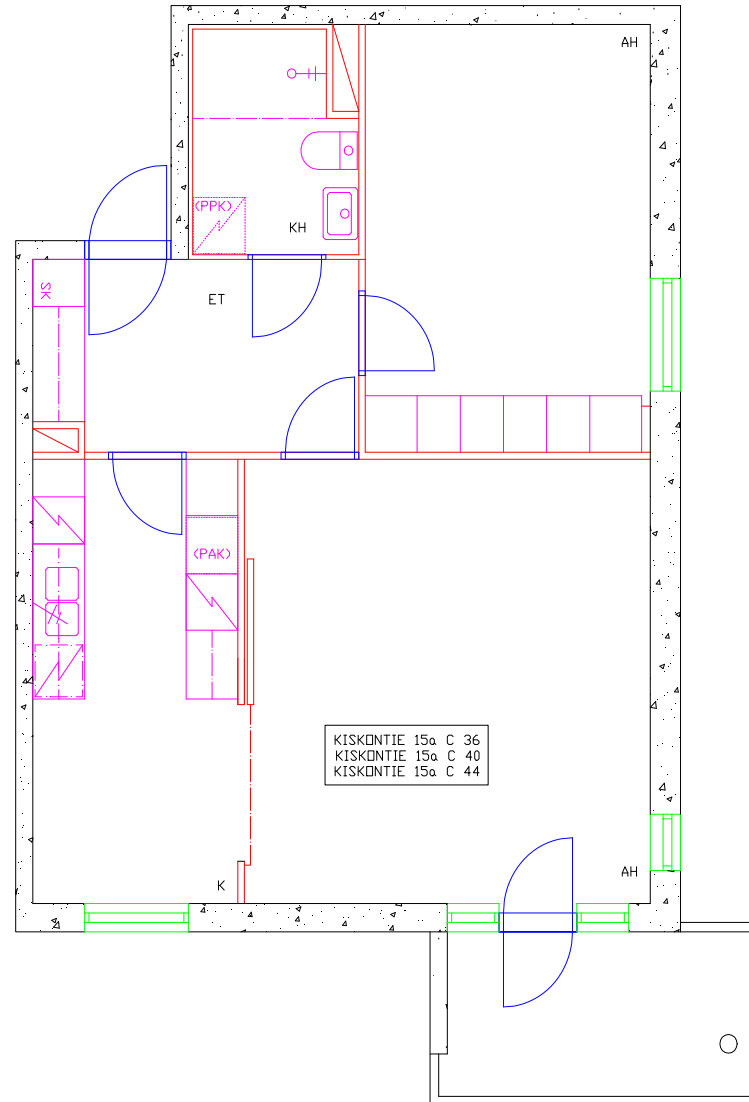 AH
(PPK)
KH
SK
ET
(PAK)
KISKONTIE 15a C 36
KISKONTIE 15a C 40
KISKONTIE 15a C 44
K
AH